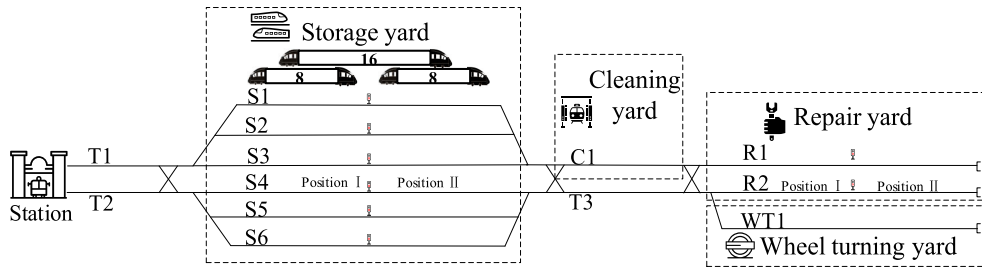 Storage yard
16
8
8
Cleaning
yard
Repair yard
S1
S2
T1
S3
C1
R1
S4
Position I
Position II
R2
Position I
Position II
Station
T2
S5
T3
WT1
S6
Wheel turning yard